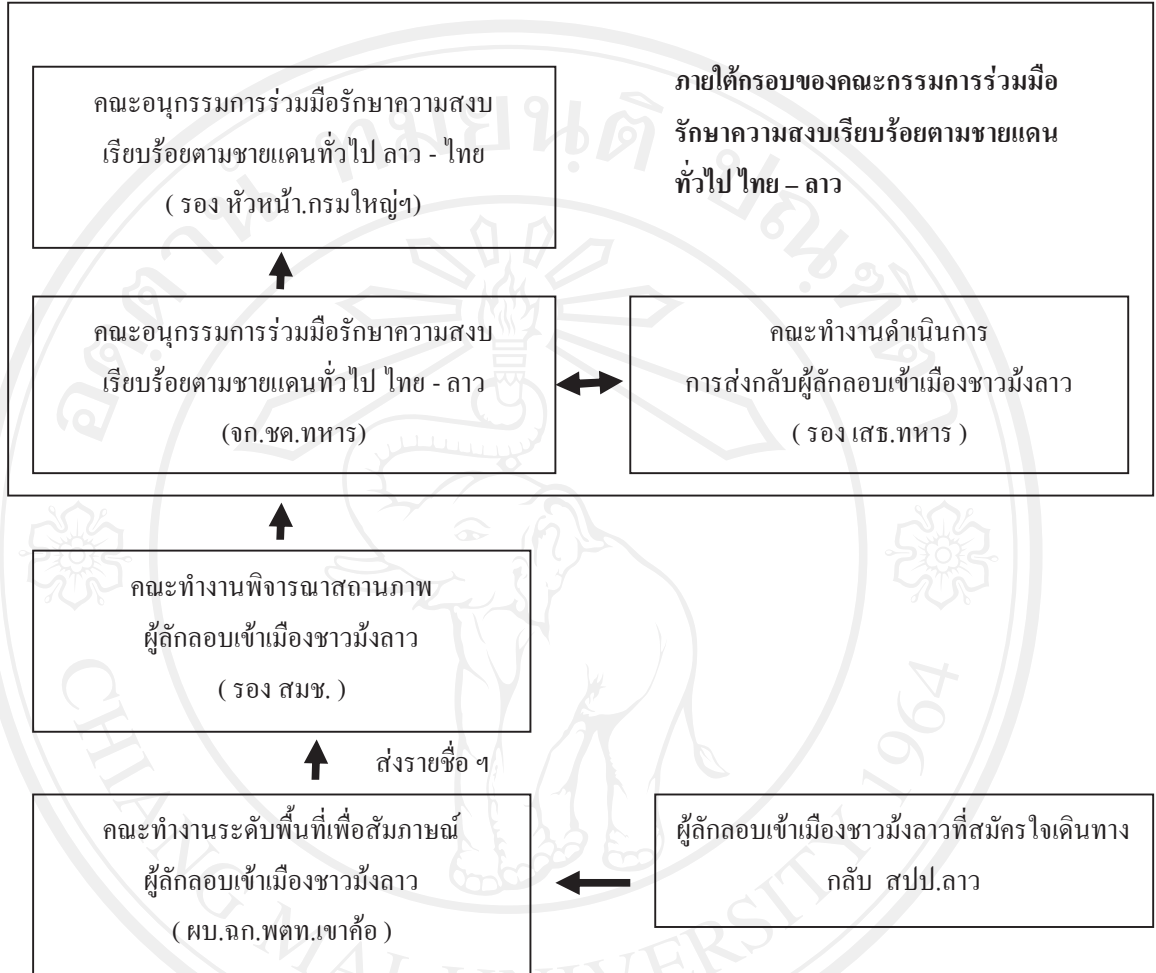 คณะอนุกรรมการร่วมมือรักษาความสงบ
เรียบร้อยตามชายแดนทั่วไป ลาว - ไทย
( รอง หัวหน้า.กรมใหญ่ฯ)
ภายใต้กรอบของคณะกรรมการร่วมมือ
รักษาความสงบเรียบร้อยตามชายแดน
ทั่วไป ไทย – ลาว
คณะอนุกรรมการร่วมมือรักษาความสงบ
เรียบร้อยตามชายแดนทั่วไป ไทย - ลาว
(จก.ชด.ทหาร)
คณะทำงานดำเนินการ
การส่งกลับผู้ลักลอบเข้าเมืองชาวม้งลาว
( รอง เสธ.ทหาร )
คณะทำงานพิจารณาสถานภาพ
ผู้ลักลอบเข้าเมืองชาวม้งลาว
( รอง สมช. )
ส่งรายชื่อ ฯ
คณะทำงานระดับพื้นที่เพื่อสัมภาษณ์
ผู้ลักลอบเข้าเมืองชาวม้งลาว
( ผบ.ฉก.พตท.เขาค้อ )
ผู้ลักลอบเข้าเมืองชาวม้งลาวที่สมัครใจเดินทาง
กลับ สปป.ลาว
อตฺตานํ ทมยนฺติ ปณฺฑิตา
CHIANG MAI UNIVERSITY 1964